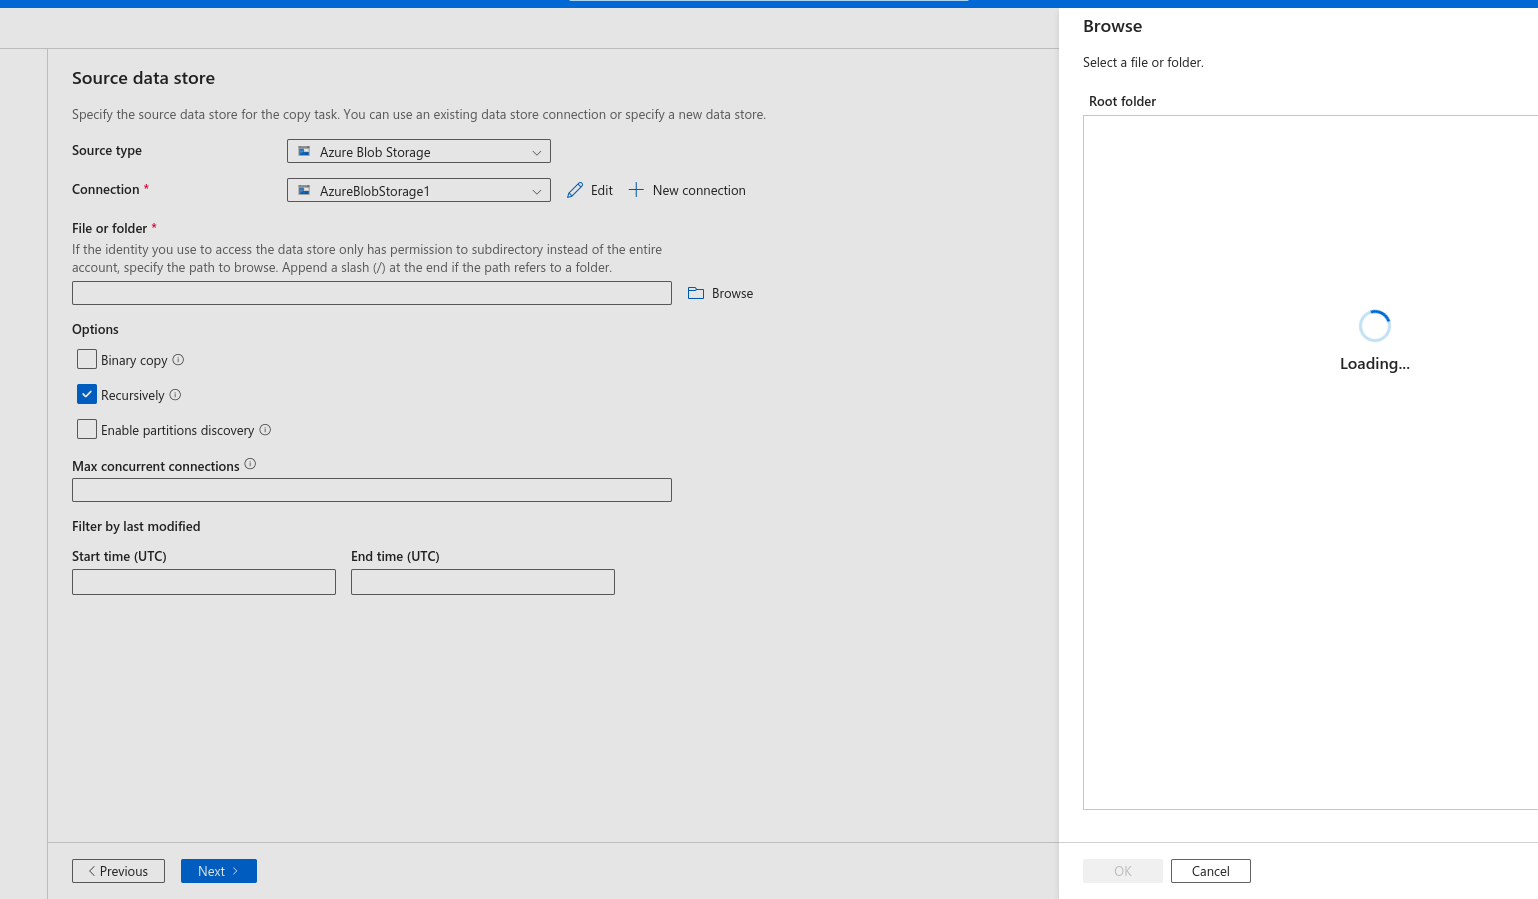 Source data store
Specify the source data store for the copy task. You can use an existing data store connection or specify a new data store.
Source type
Azure Blob Storage
Connection *
AzureBlobStorage1
Edit
New connection
File or folder *
If the identity you use to access the data store only has permission to subdirectory instead of the entire
account, specify the path to browse. Append a slash (/) at the end if the path refers to a folder.
Browse
Options
Binary copy
Recursively
Enable partitions discovery
Max concurrent connections
Filter by last modified
Start time (UTC)
End time (UTC)
Previous
Next
Browse
Select a file or folder.
Root folder
Loading...
OK
Cancel